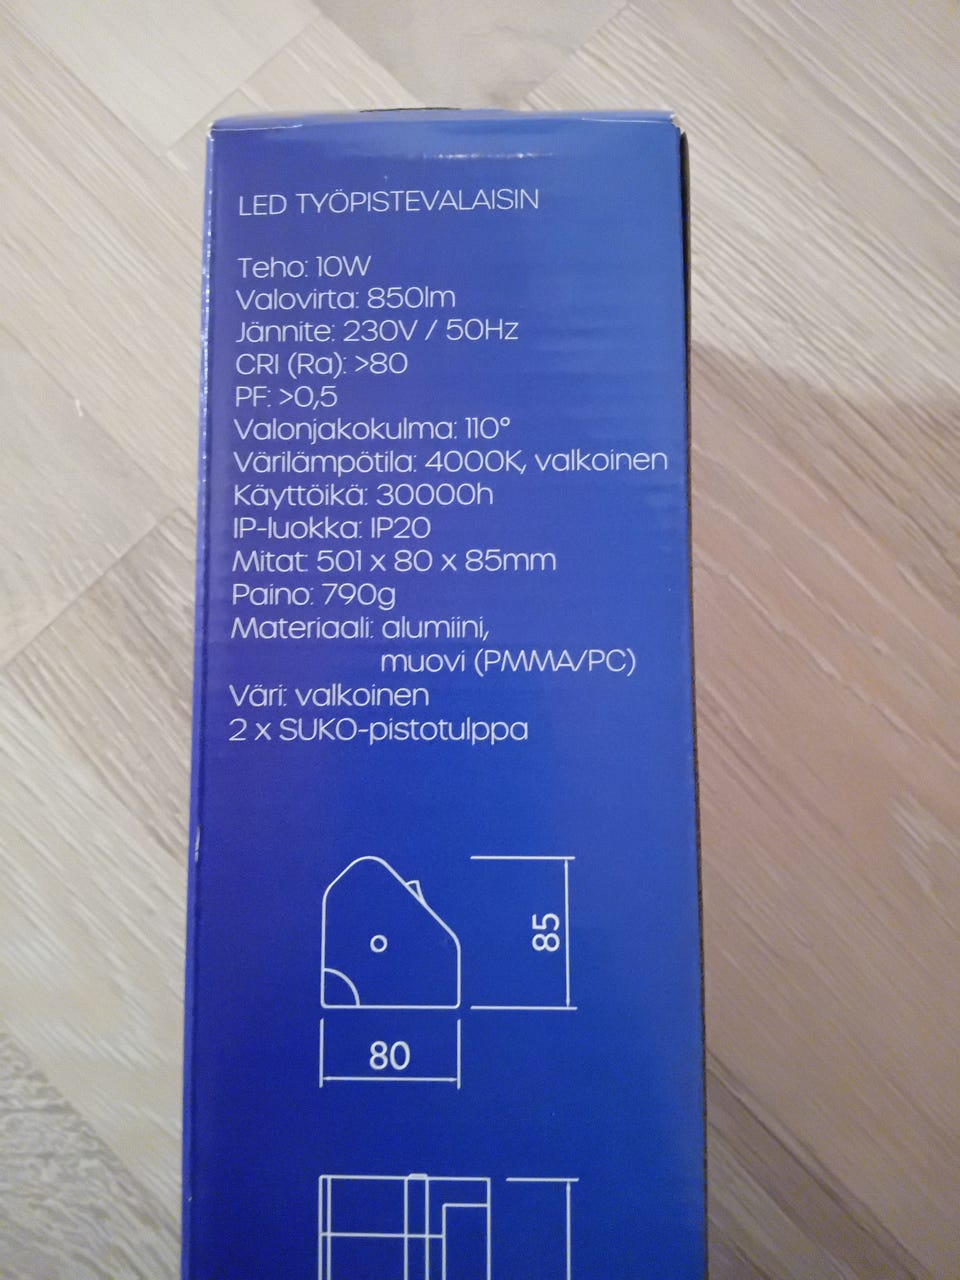 LED TYÖPISTEVALAISIN
Teho: 10W
Valovirta: 850lm
Jännite: 230V / 50Hz
CRI (Ra): >80
PF: >0,5
Valonjakokulma: 110°
Värilämpötila: 4000K, valkoinen
Käyttöikä: 30000h
IP-luokka: IP20
Mitat: 501 x 80 x 85mm
Paino: 790g
Materiaali: alumiini,
muovi (PMMA/PC)
Väri: valkoinen
2 x SUKO-pistotulppa
85
80